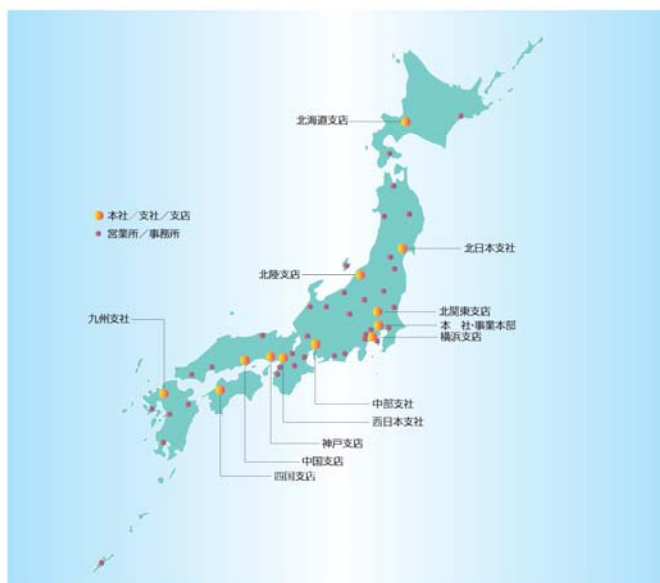 北海道支店
本社／支社／支店
営業所／事務所
北日本支社
北陸支店
北関東支店
九州支社
本　社・事業本部
横浜支店
中部支社
西日本支社
神戸支店
中国支店
四国支店